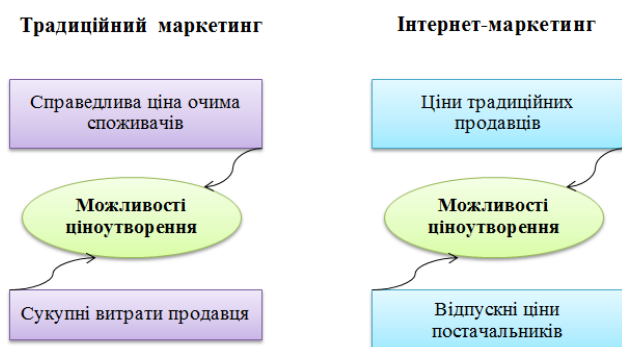 Традиційний маркетинг
Справедлива ціна очима
споживачів
Можливості
ціноутворення
Сукупні витрати продавця
Інтернет-маркетинг
Ціни традиційних
продавців
Можливості
ціноутворення
Відпускні ціни
постачальників